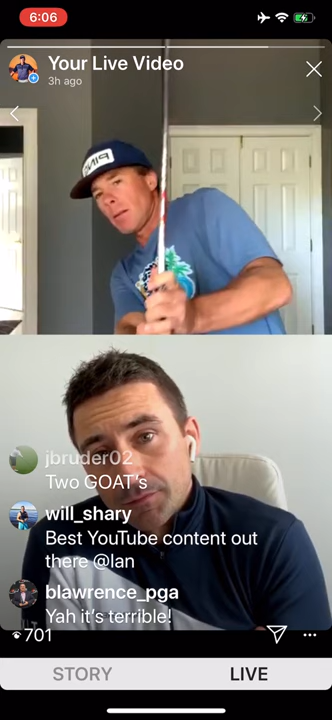 6:06
Your Live Video
3h ago
PING
jbruder02
Two GOAT's
will_shary
Best YouTube content out
there @Ian
blawrence_pga
Yah it's terrible!
701
STORY
LIVE